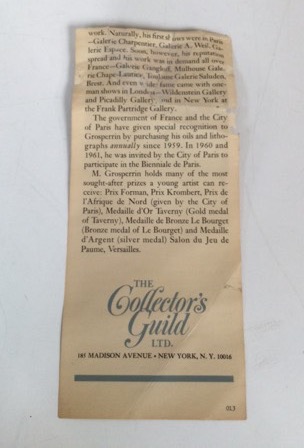 work. Naturally, his first shows were in Paris
—Galerie Charpentier, Galerie A. Weil, Ga-
lerie Espace. Soon, however, his reputation
spread and his work was in demand all over
France—Galerie Ganglhof, Mulhouse Gale-
rie Chape-Laurice, Toulouse Galerie Saluden,
Brest. And even wider fame came with one-
man shows in London—Wildenstein Gallery
and Picadilly Gallery, and in New York at
the Frank Partridge Gallery.
The government of France and the City
of Paris have given special recognition to
Grosperrin by purchasing his oils and litho-
graphs annually since 1959. In 1960 and
1961, he was invited by the City of Paris to
participate in the Biennale de Paris.
M. Grosperrin holds many of the most
sought-after prizes a young artist can re-
ceive: Prix Forman, Prix Krombert, Prix de
l'Afrique de Nord (given by the City of
Paris), Medaille d'Or Taverny (Gold medal
of Taverny), Medaille de Bronze Le Bourget
(Bronze medal of Le Bourget) and Medaille
d'Argent (silver medal) Salon du Jeu de
Paume, Versailles.
THE
Collector's
Guild
LTD.
185 MADISON AVENUE • NEW YORK, N. Y. 10016
013